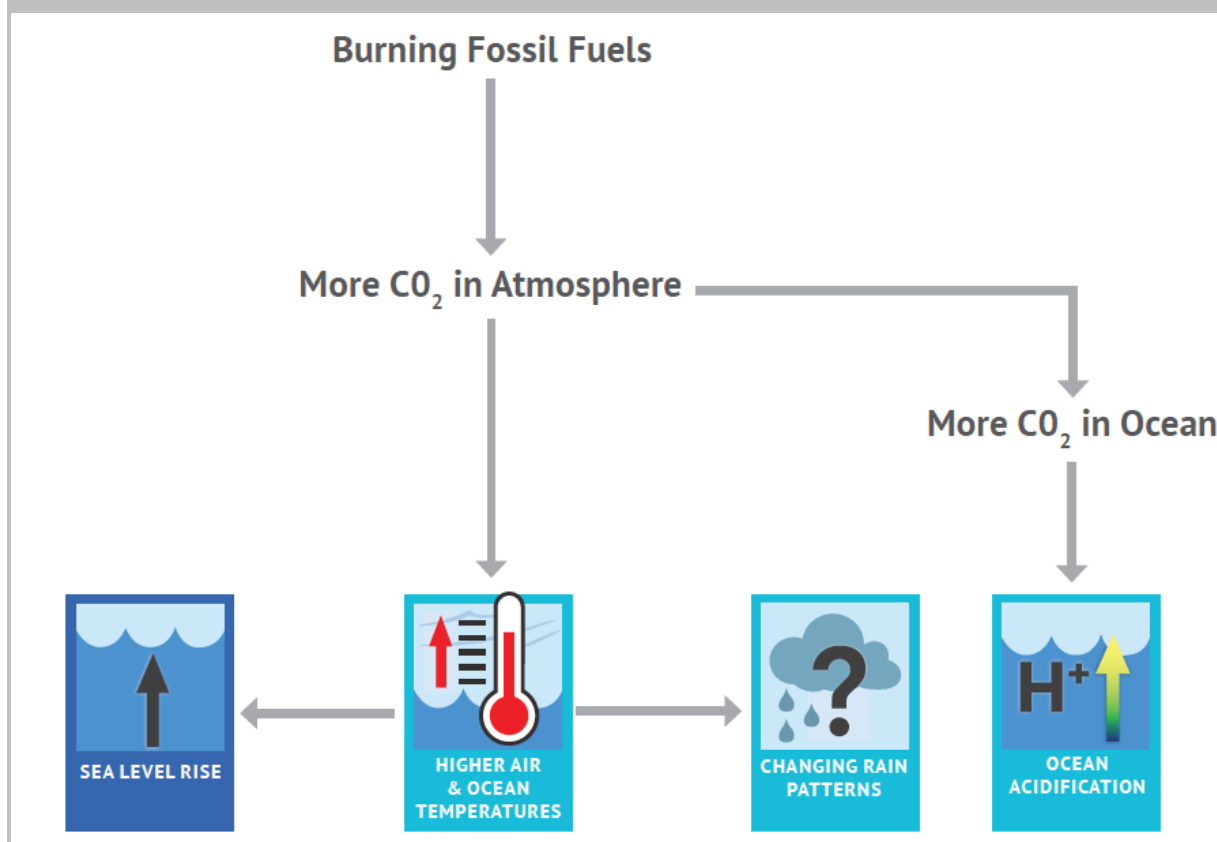 Burning Fossil Fuels
More C0₂ in Atmosphere
More C0₂ in Ocean
H⁺
?
SEA LEVEL RISE
HIGHER AIR
& OCEAN
TEMPERATURES
CHANGING RAIN
PATTERNS
OCEAN
ACIDIFICATION